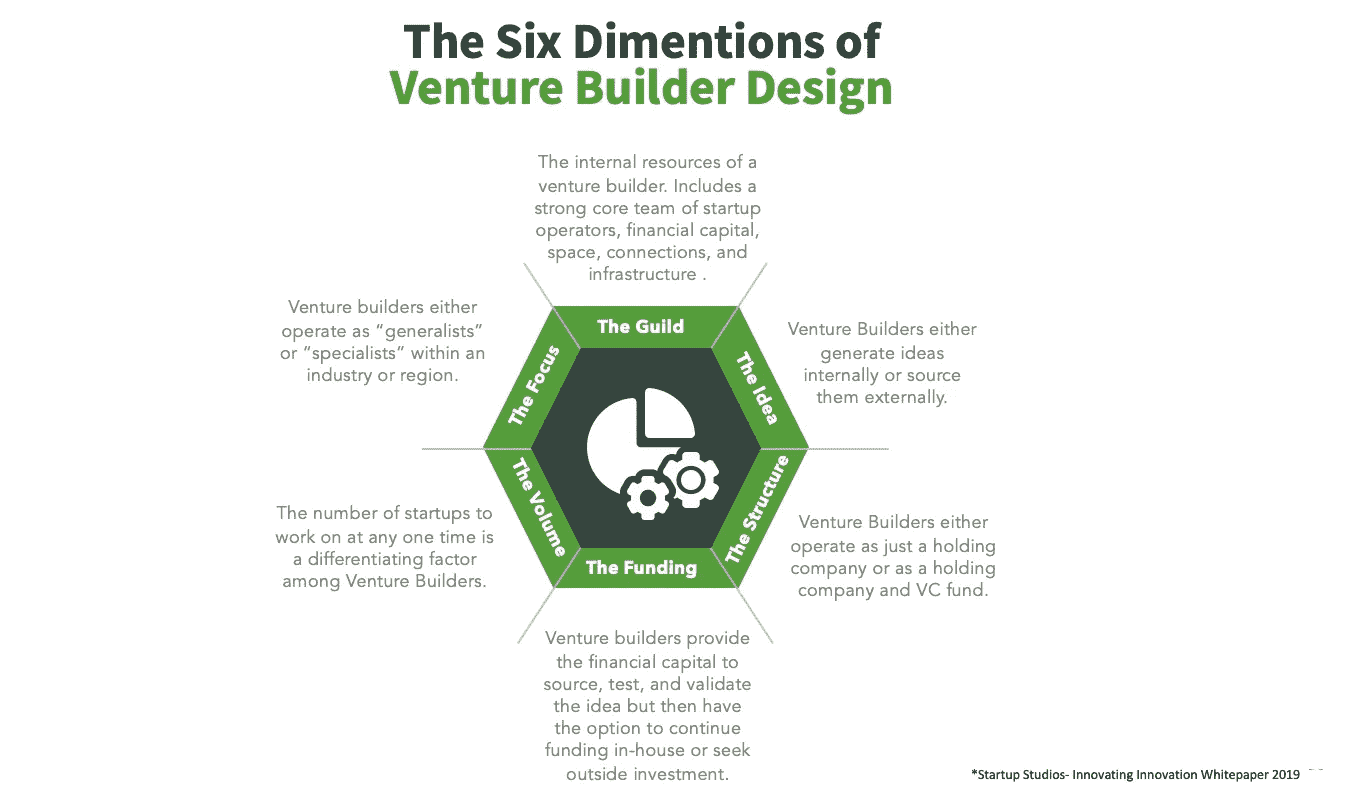 The Six Dimentions of
Venture Builder Design
The internal resources of a
venture builder. Includes a
strong core team of startup
operators, financial capital,
space, connections, and
infrastructure .
The Guild
Venture Builders either
generate ideas
internally or source
them externally.
The Idea
Venture Builders either
operate as just a holding
company or as a holding
company and VC fund.
The Structure
The Funding
Venture builders provide
the financial capital to
source, test, and validate
the idea but then have
the option to continue
funding in-house or seek
outside investment.
The Volume
The number of startups to
work on at any one time is
a differentiating factor
among Venture Builders.
The Focus
Venture builders either
operate as “generalists”
or “specialists” within an
industry or region.
*Startup Studios- Innovating Innovation Whitepaper 2019